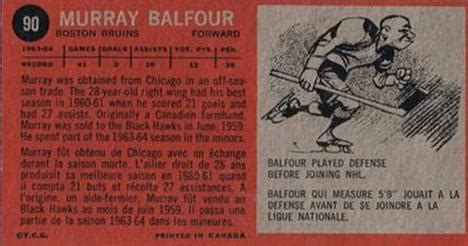 90 MURRAY BALFOUR
BOSTON BRUINS FORWARD
1963-64 GAMES GOALS ASSISTS TOT. PTS. PEN.
RECORD 41 2 10 12 36
Murray was obtained from Chicago in an off-sea-
son trade. The 28-year-old right wing had his best
season in 1960-61 when he scored 21 goals and
had 27 assists. Originally a Canadien farmhand,
Murray was sold to the Black Hawks in June, 1959.
He spent part of the 1963-64 season in the minors.
Murray fût obtenu de Chicago avec un échange
durant la saison morte. L'ailier droit de 28 ans
produisit sa meilleure saison in 1960-61 quand
il compta 21 buts et récolta 27 assistances. A
l'origine, un aide-fermier, Murray fût vendu au
Black Hawks au mois de juin 1959. Il passa une
partie de la saison 1963-64 dans les mineures.
©T.C.G. PRINTED IN CANADA
BALFOUR PLAYED DEFENSE
BEFORE JOINING NHL.
BALFOUR QUI MEASURE 5'9" JOUAIT A LA
DEFENSE AVANT DE SE JOINDRE A LA
LIGUE NATIONALE.